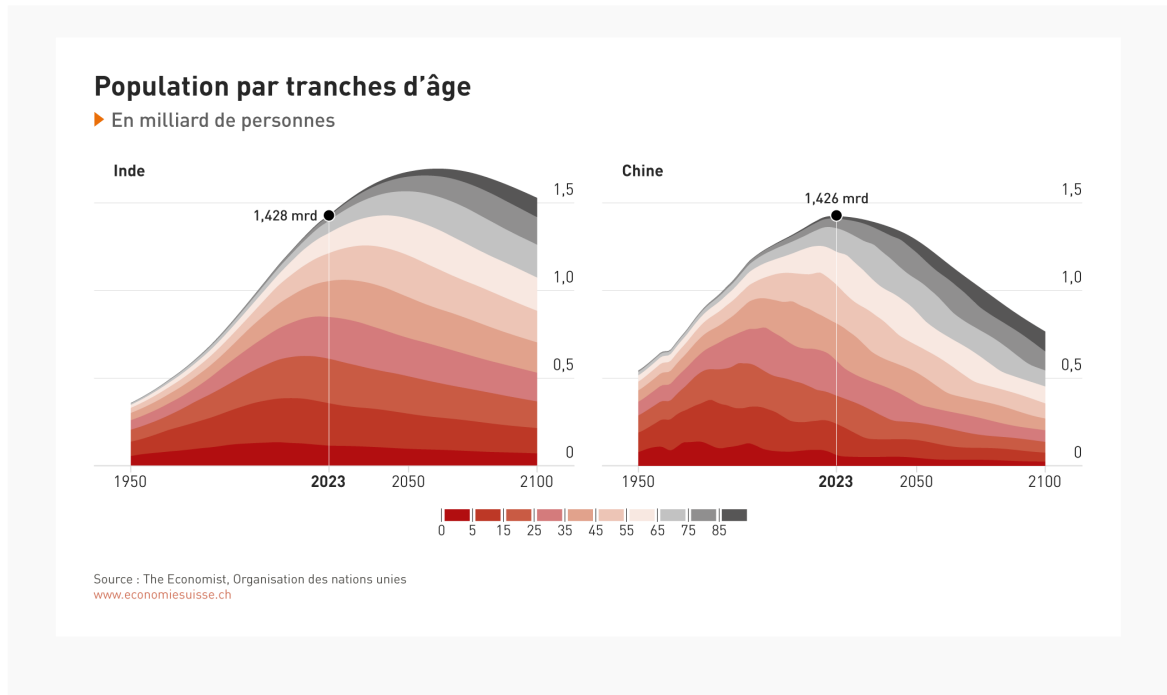 Population par tranches d'âge
En milliard de personnes
Inde
1,5
1,428 mrd
1,0
0,5
0
1950 2023 2050 2100
Chine
1,5
1,426 mrd
1,0
0,5
0
1950 2023 2050 2100
0 5 15 25 35 45 55 65 75 85
Source : The Economist, Organisation des nations unies
www.economiesuisse.ch